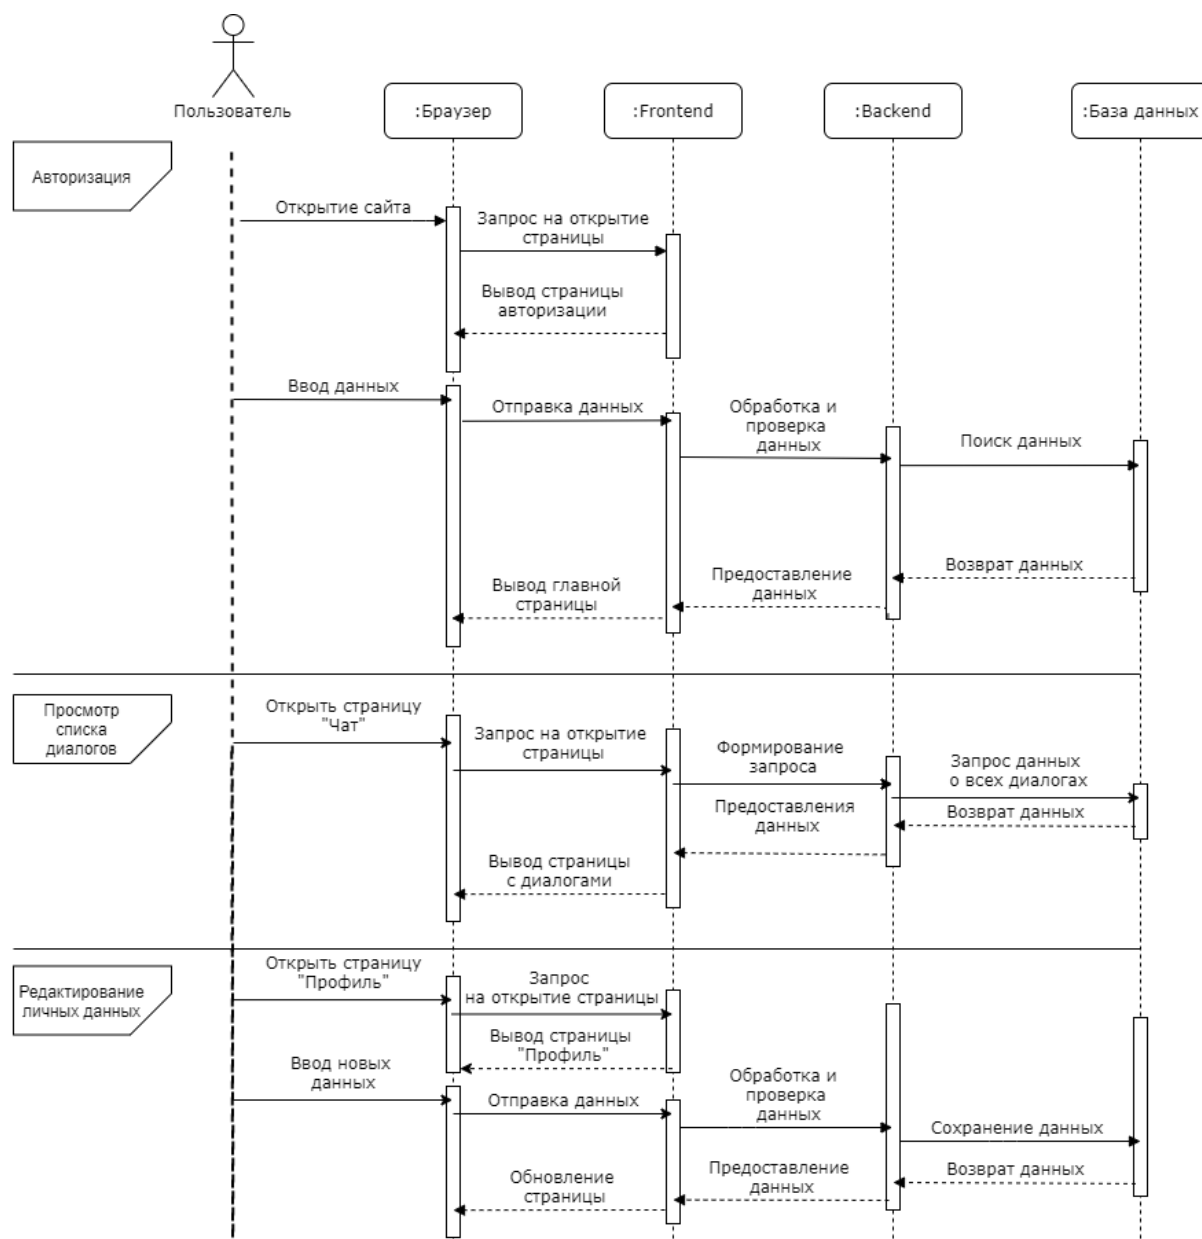 Пользователь
:Браузер
:Frontend
:Backend
:База данных
Авторизация
Открытие сайта
Запрос на открытие
страницы
Вывод страницы
авторизации
Ввод данных
Отправка данных
Обработка и
проверка
данных
Поиск данных
Возврат данных
Предоставление
данных
Вывод главной
страницы
Просмотр
списка
диалогов
Открыть страницу
"Чат"
Запрос на открытие
страницы
Формирование
запроса
Запрос данных
о всех диалогах
Возврат данных
Предоставления
данных
Вывод страницы
с диалогами
Редактирование
личных данных
Открыть страницу
"Профиль"
Запрос
на открытие страницы
Вывод страницы
"Профиль"
Ввод новых
данных
Отправка данных
Обработка и
проверка
данных
Сохранение данных
Возврат данных
Предоставление
данных
Обновление
страницы